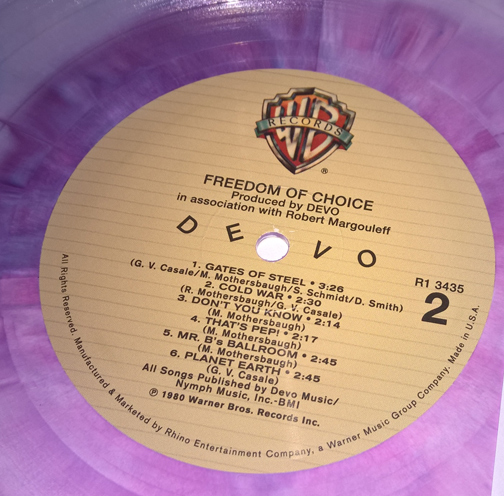 RECORDS
®
FREEDOM OF CHOICE
Produced by DEVO
in association with Robert Margouleff
DEVO
R1 3435
2
1. GATES OF STEEL • 3:26
(G. V. Casale/M. Mothersbaugh/S. Schmidt/D. Smith)
2. COLD WAR • 2:30
(R. Mothersbaugh/G. V. Casale)
3. DON'T YOU KNOW • 2:14
(M. Mothersbaugh)
4. THAT'S PEP! • 2:17
(M. Mothersbaugh)
5. MR. B's BALLROOM • 2:45
(M. Mothersbaugh)
6. PLANET EARTH • 2:45
(G. V. Casale)
All Songs Published by Devo Music/
Nymph Music, Inc.-BMI
℗ 1980 Warner Bros. Records Inc.
All Rights Reserved. Manufactured & Marketed by Rhino Entertainment Company, a Warner Music Group Company. Made in U.S.A.